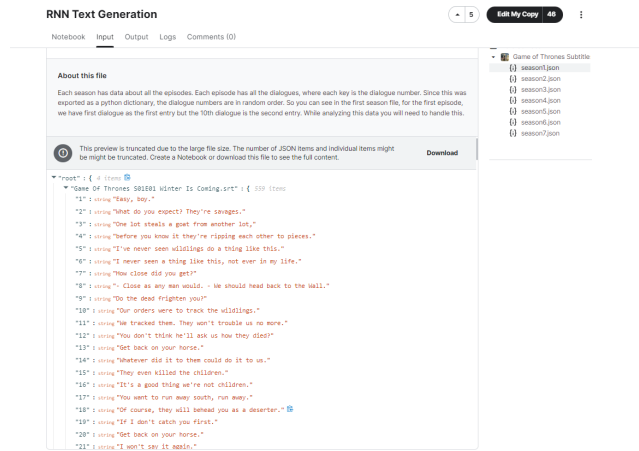 RNN Text Generation
5
Edit My Copy 46
Notebook Input Output Logs Comments (0)
Game of Thrones Subtitle
season1.json
season2.json
season3.json
season4.json
season5.json
season6.json
season7.json
About this file
Each season has data about all the episodes. Each episode has all the dialogues, where each key is the dialogue number. Since this was
exported as a python dictionary, the dialogue numbers are in random order. So you can see in the first season file, for the first episode,
we have first dialogue as the first entry but the 10th dialogue is the second entry. While analyzing this data you will need to handle this.
This preview is truncated due to the large file size. The number of JSON items and individual items might
be might be truncated. Create a Notebook or download this file to see the full content.
Download
"root" : { 4 items
"Game Of Thrones S01E01 Winter Is Coming.srt" : { 559 items
"1" : string "Easy, boy."
"2" : string "What do you expect? They're savages."
"3" : string "One lot steals a goat from another lot,"
"4" : string "before you know it they're ripping each other to pieces."
"5" : string "I've never seen wildlings do a thing like this."
"6" : string "I never seen a thing like this, not ever in my life."
"7" : string "How close did you get?"
"8" : string "- Close as any man would. - We should head back to the Wall."
"9" : string "Do the dead frighten you?"
"10" : string "Our orders were to track the wildlings."
"11" : string "We tracked them. They won't trouble us no more."
"12" : string "You don't think he'll ask us how they died?"
"13" : string "Get back on your horse."
"14" : string "Whatever did it to them could do it to us."
"15" : string "They even killed the children."
"16" : string "It's a good thing we're not children."
"17" : string "You want to run away south, run away."
"18" : string "Of course, they will behead you as a deserter."
"19" : string "If I don't catch you first."
"20" : string "Get back on your horse."
"21" : string "I won't say it again."